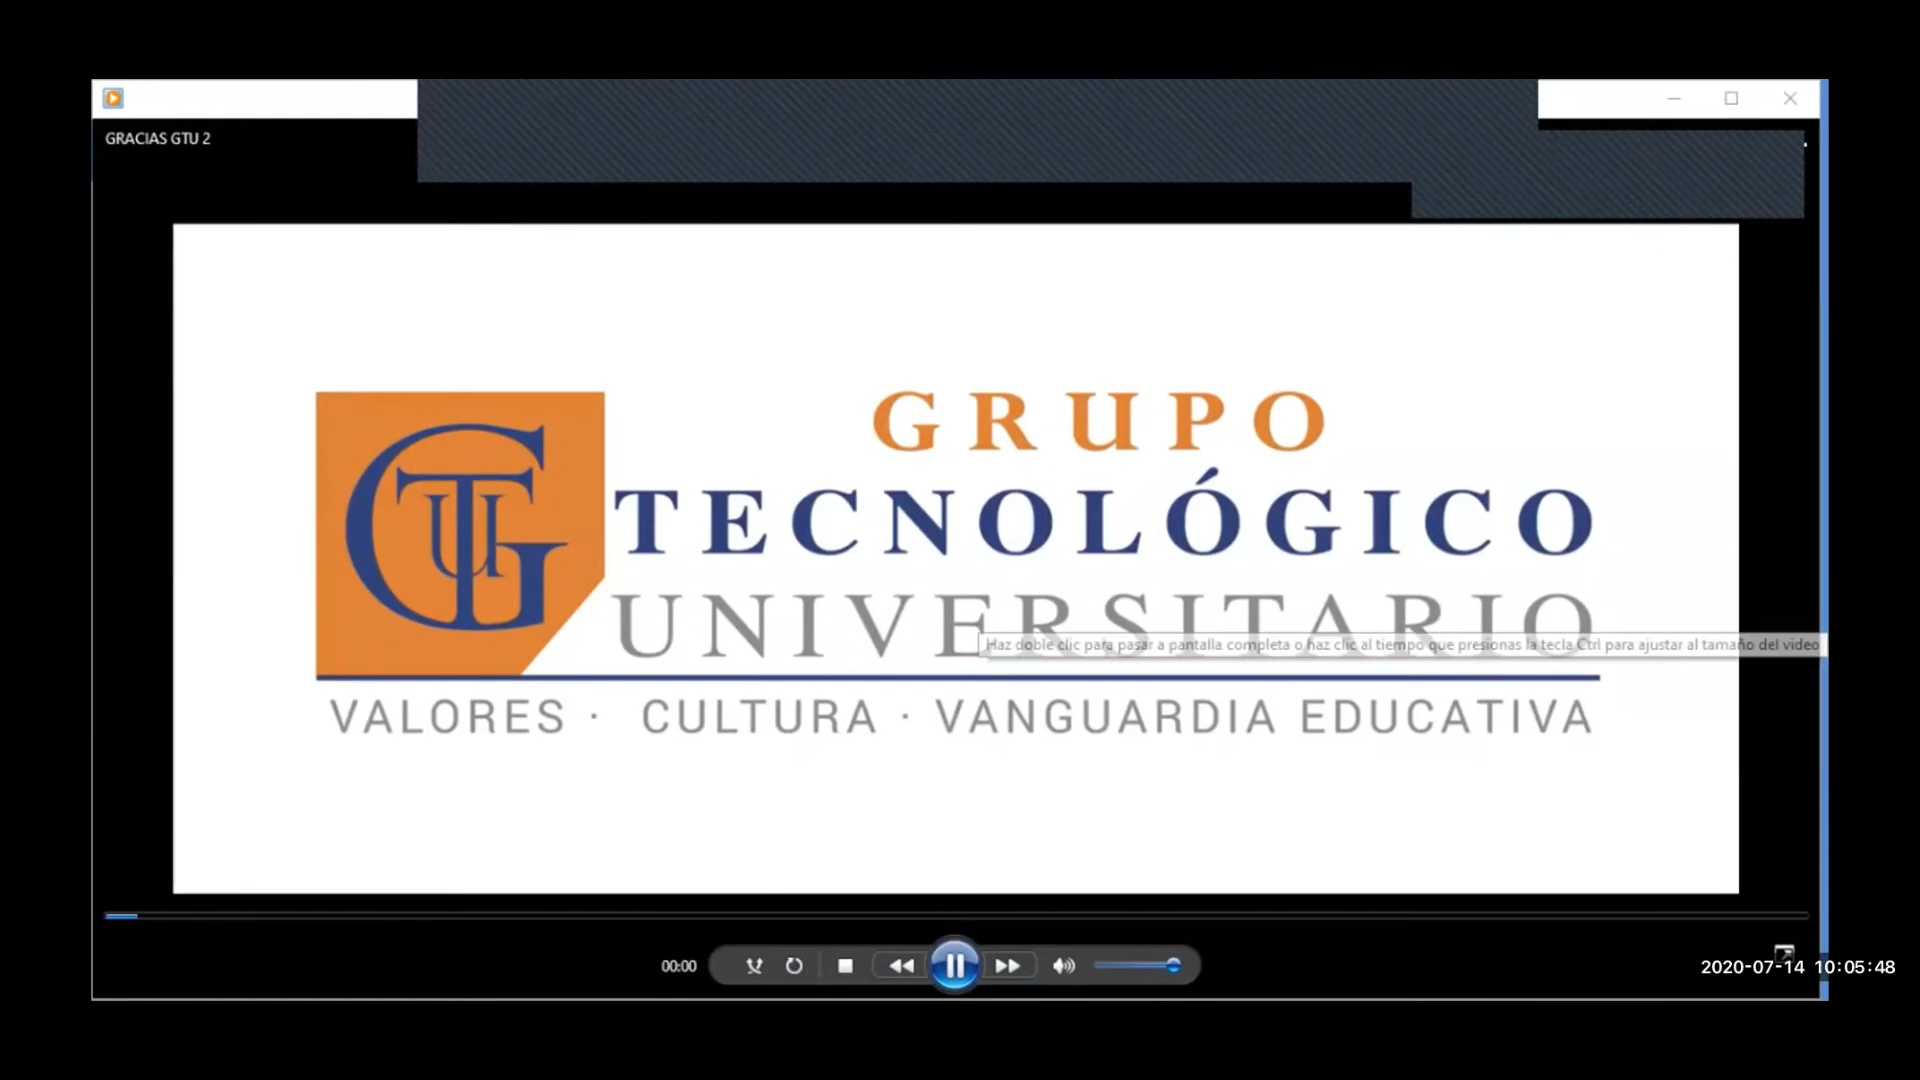 GRACIAS GTU 2
GTU
GRUPO
TECNOLÓGICO
UNIVERSITARIO
Haz doble clic para pasar a pantalla completa o haz clic al tiempo que presionas la tecla Ctrl para ajustar al tamaño del video
VALORES · CULTURA · VANGUARDIA EDUCATIVA
00:00
2020-07-14 10:05:48